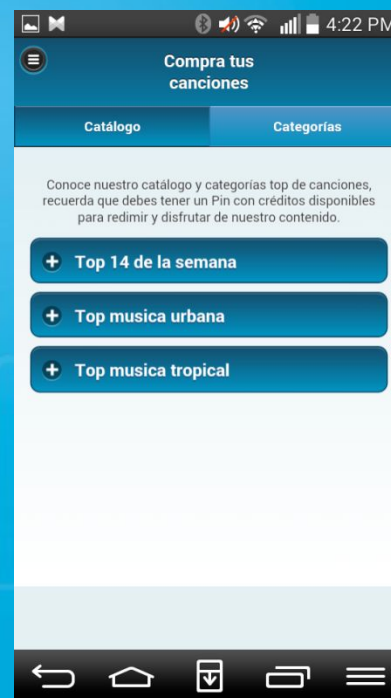 4:22 PM
Compra tus
canciones
Catálogo
Categorías
Conoce nuestro catálogo y categorías top de canciones,
recuerda que debes tener un Pin con créditos disponibles
para redimir y disfrutar de nuestro contenido.
Top 14 de la semana
Top musica urbana
Top musica tropical